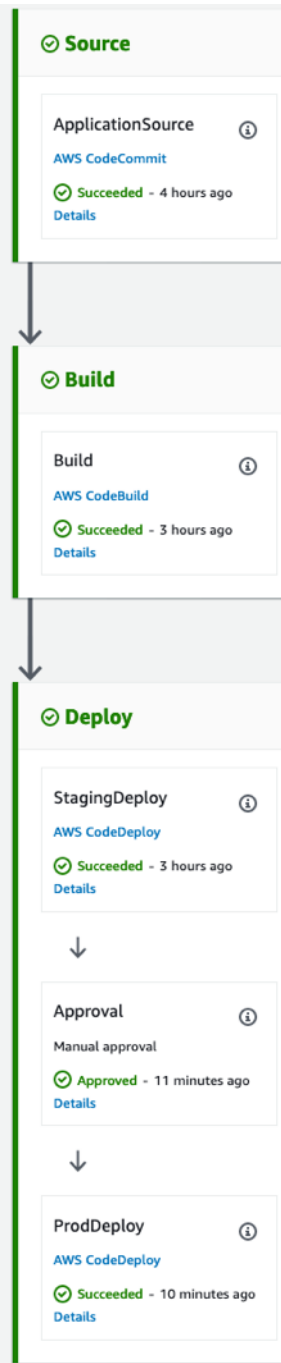 Source
ApplicationSource
AWS CodeCommit
Succeeded - 4 hours ago
Details
Build
Build
AWS CodeBuild
Succeeded - 3 hours ago
Details
Deploy
StagingDeploy
AWS CodeDeploy
Succeeded - 3 hours ago
Details
Approval
Manual approval
Approved - 11 minutes ago
Details
ProdDeploy
AWS CodeDeploy
Succeeded - 10 minutes ago
Details